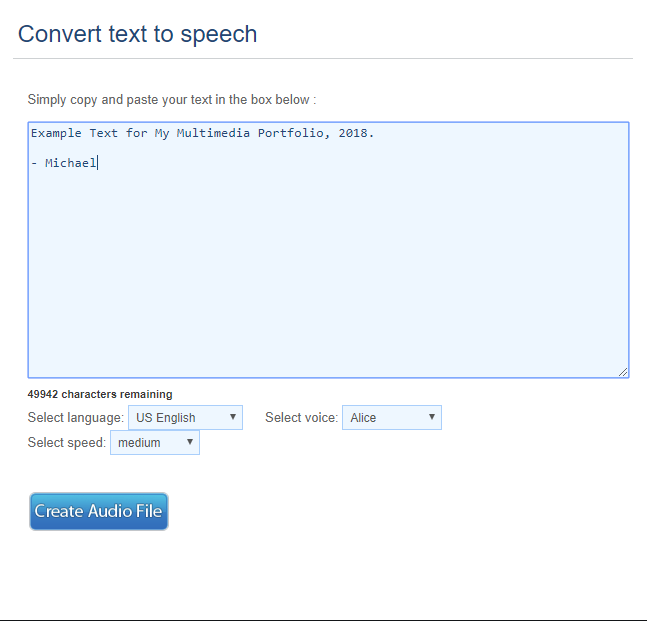 Convert text to speech
Simply copy and paste your text in the box below :
Example Text for My Multimedia Portfolio, 2018.
- Michael
49942 characters remaining
Select language: US English Select voice: Alice
Select speed: medium
Create Audio File